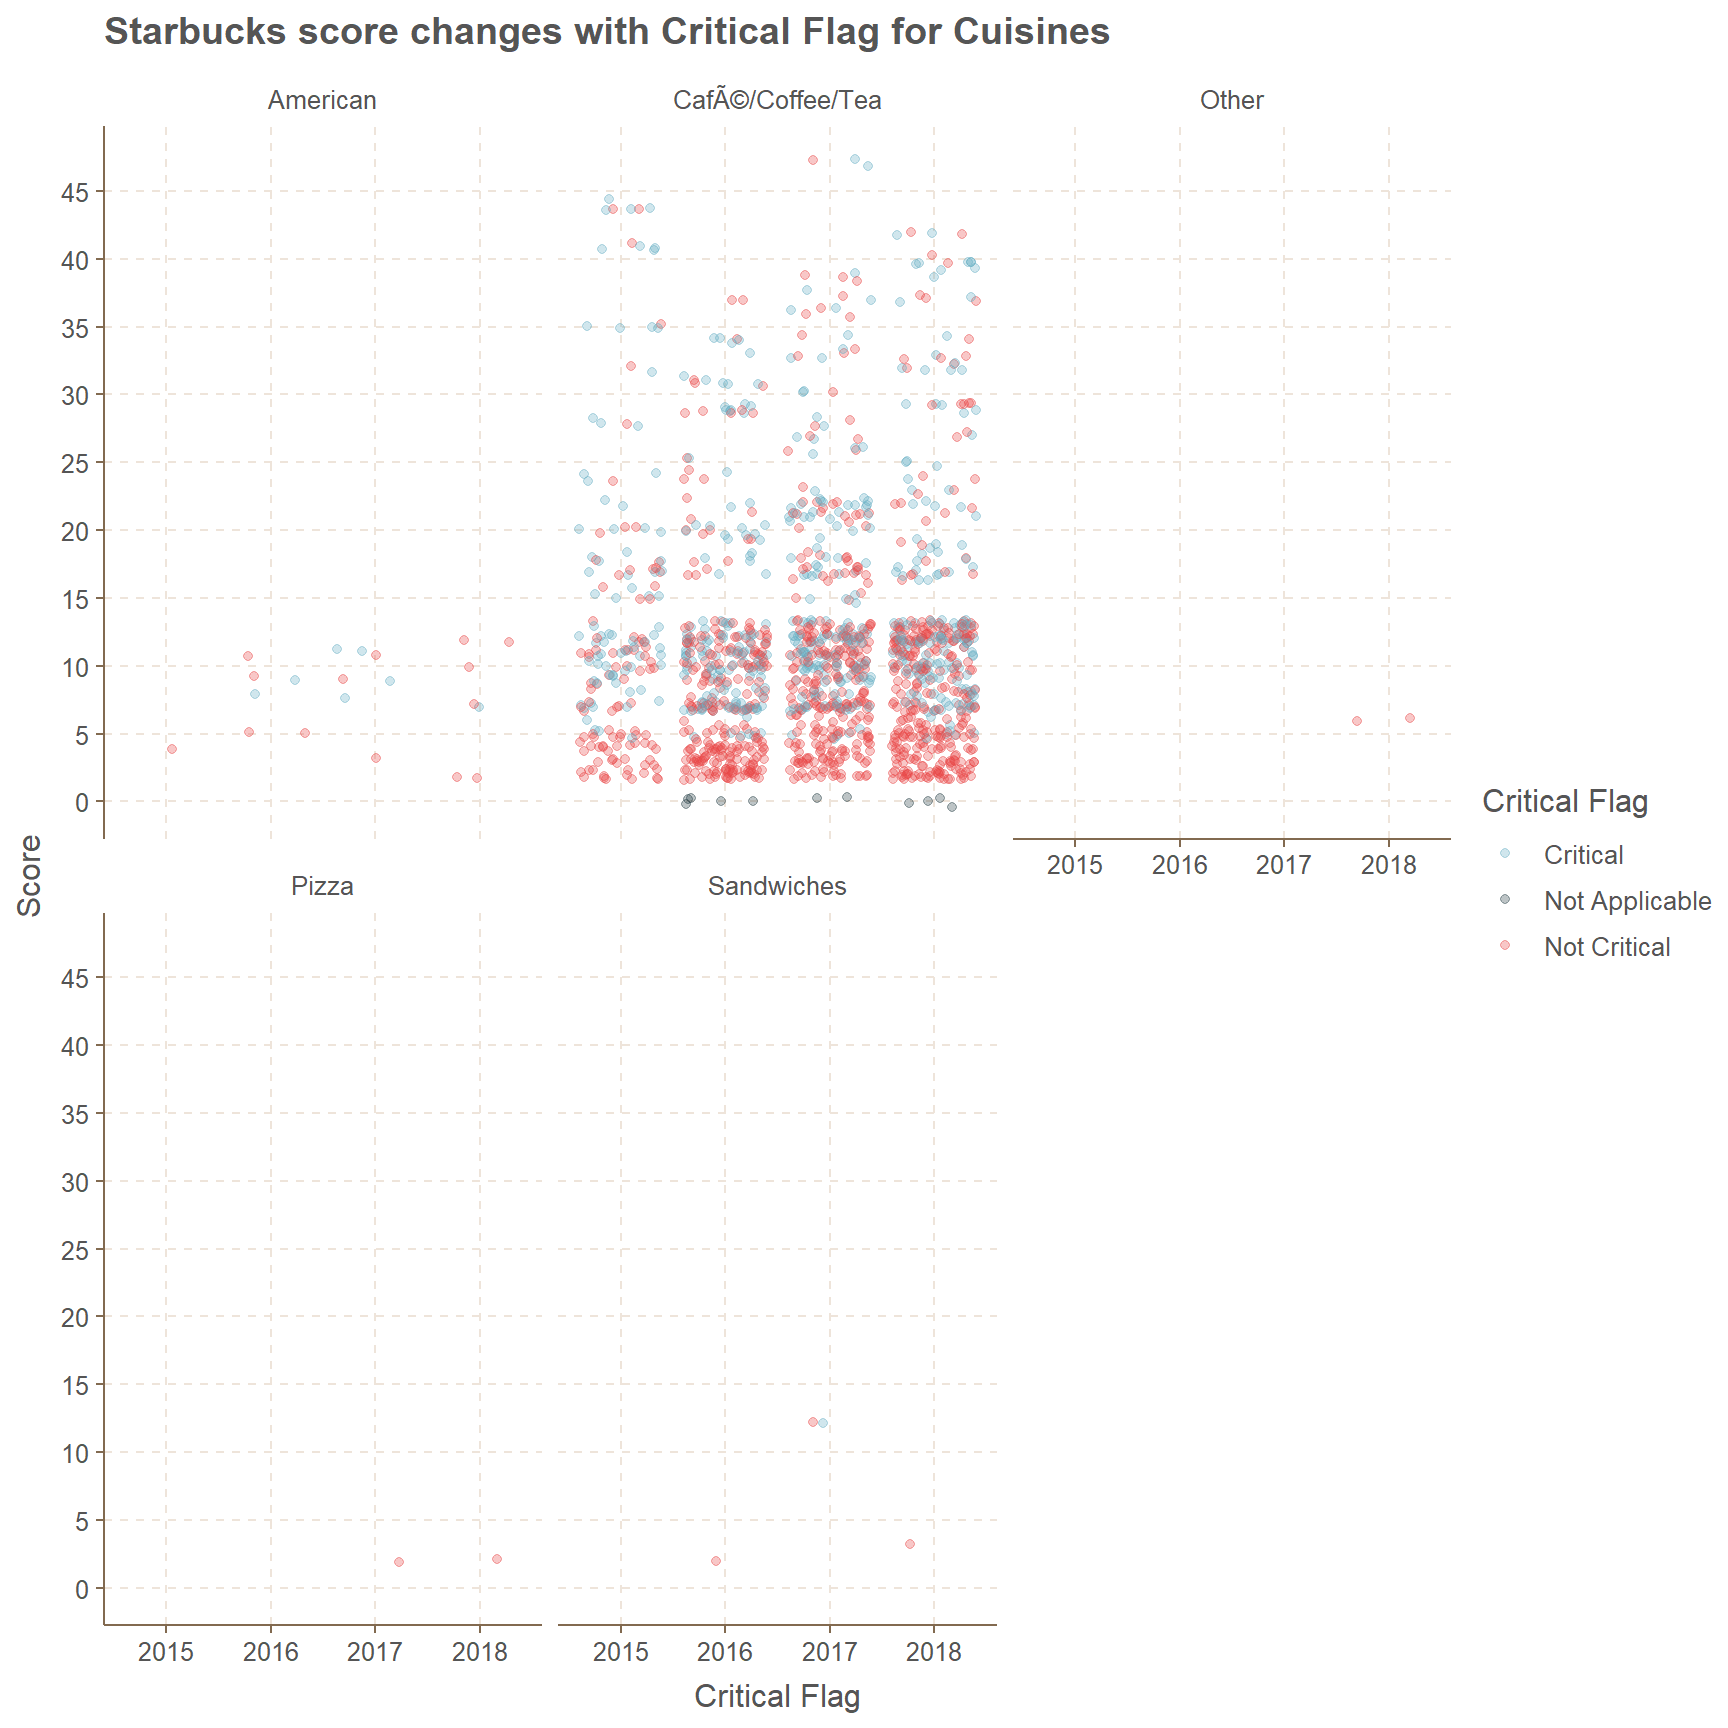 Starbucks score changes with Critical Flag for Cuisines
American
CafÃ©/Coffee/Tea
Other
45
40
35
30
25
20
15
10
5
0
2015 2016 2017 2018
Score
Pizza
Sandwiches
45
40
35
30
25
20
15
10
5
0
2015 2016 2017 2018
2015 2016 2017 2018
Critical Flag
Critical Flag
Critical
Not Applicable
Not Critical